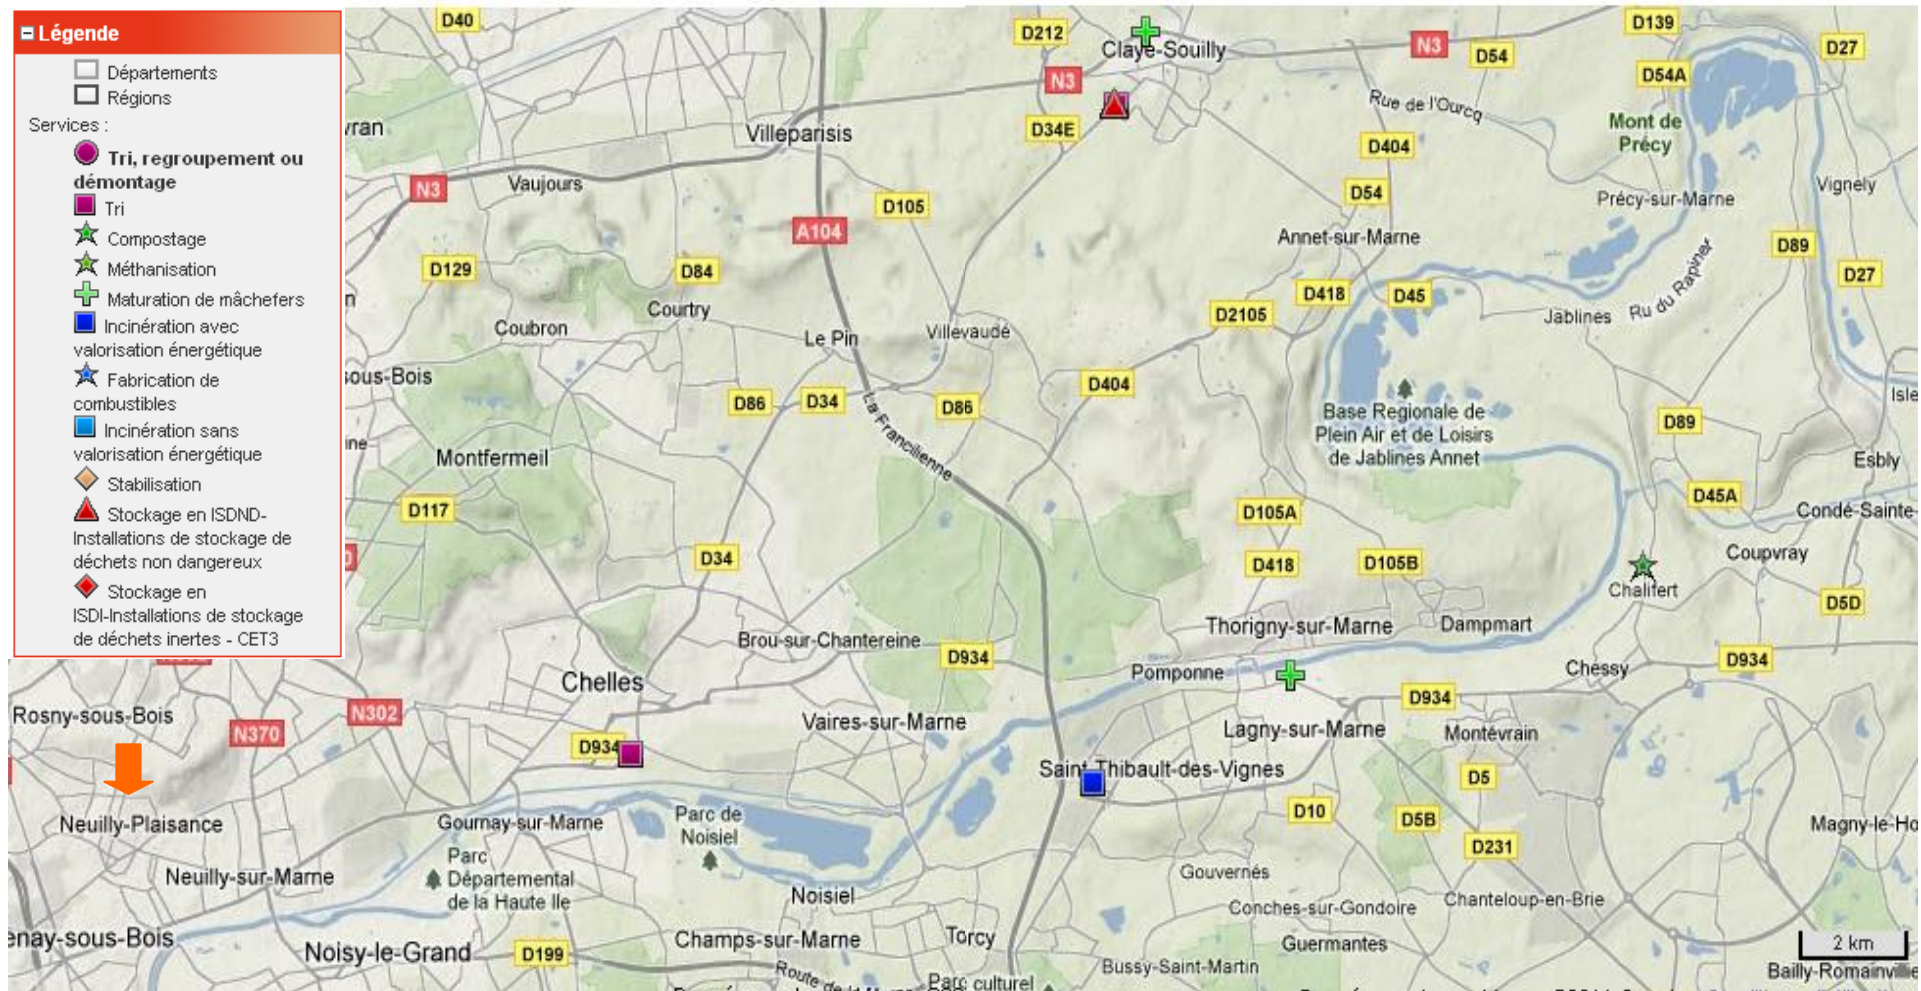 Légende
Départements
Régions
Services :
Tri, regroupement ou
démontage
Tri
Compostage
Méthanisation
Maturation de mâchefers
Incinération avec
valorisation énergétique
Fabrication de
combustibles
Incinération sans
valorisation énergétique
Stabilisation
Stockage en ISDND-
Installations de stockage de
déchets non dangereux
Stockage en
ISDI-Installations de stockage
de déchets inertes - CET3
D40
D212
Claye-Souilly
N3
D54
D139
D27
D54A
N3
Rue de l'Ourcq
vran
Villeparisis
D34E
Mont de
Précy
D404
N3
Vaujours
D105
D54
Précy-sur-Marne
Vignely
A104
Annet-sur-Marne
D89
D129
D84
D27
Ru du Rapinet
D418
D45
Courtry
D2105
Jablines
Coubron
Le Pin
Villevaudé
sous-Bois
D404
D86
D34
D86
La Francilienne
Isle
Base Regionale de
Plein Air et de Loisirs
de Jablines Annet
D89
Montfermeil
Esbly
D117
D105A
D45A
Condé-Sainte-
D34
D418
D105B
Coupvray
Chalifert
D5D
Brou-sur-Chantereine
D934
Thorigny-sur-Marne
Dampmart
Chelles
Pomponne
Chessy
D934
Rosny-sous-Bois
N302
N370
Vaires-sur-Marne
D934
Lagny-sur-Marne
Montévrain
D934
Saint-Thibault-des-Vignes
D5
Neuilly-Plaisance
Gournay-sur-Marne
Parc de
Noisiel
D10
D5B
Magny-le-Ho
D231
Parc
Départemental
de la Haute Ile
Neuilly-sur-Marne
Gouvernes
Noisiel
Conches-sur-Gondoire
Chanteloup-en-Brie
enay-sous-Bois
Noisy-le-Grand
D199
Champs-sur-Marne
Torcy
Guermantes
2 km
Bussy-Saint-Martin
Bailly-Romainvillie
Parc culturel